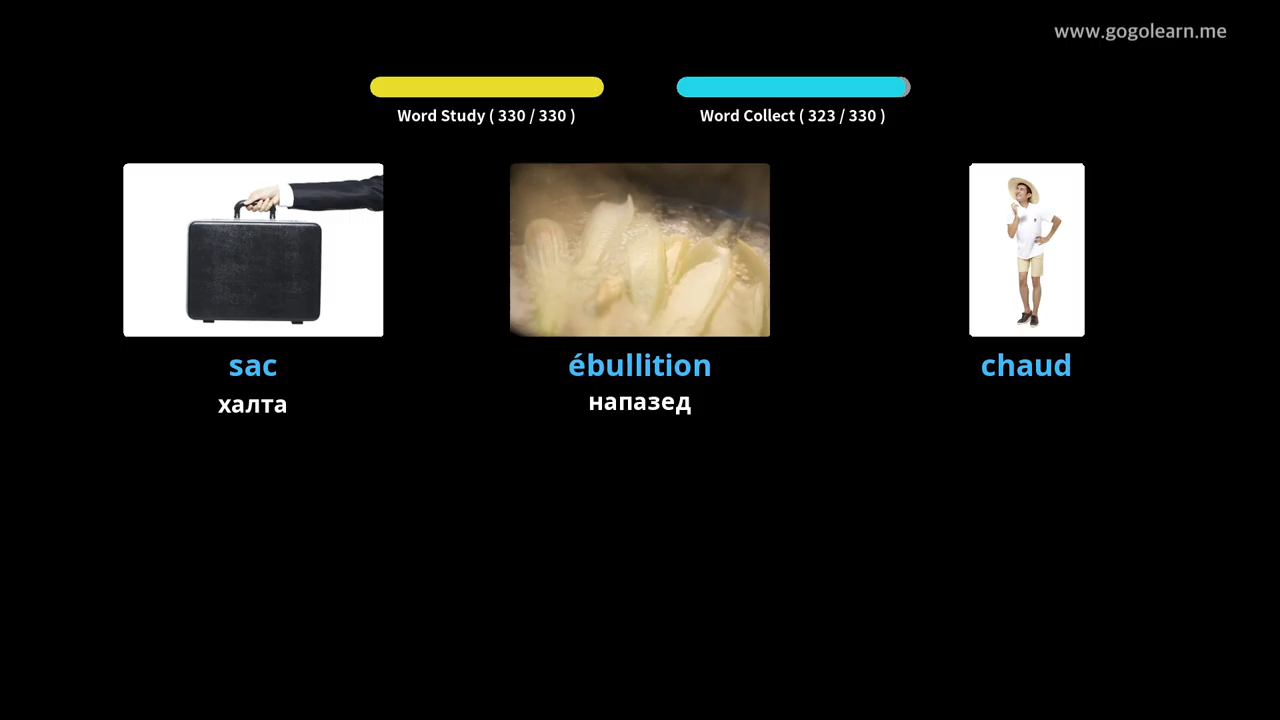 www.gogolearn.me
Word Study ( 330 / 330 )
Word Collect ( 323 / 330 )
sac
халта
ébullition
напазед
chaud